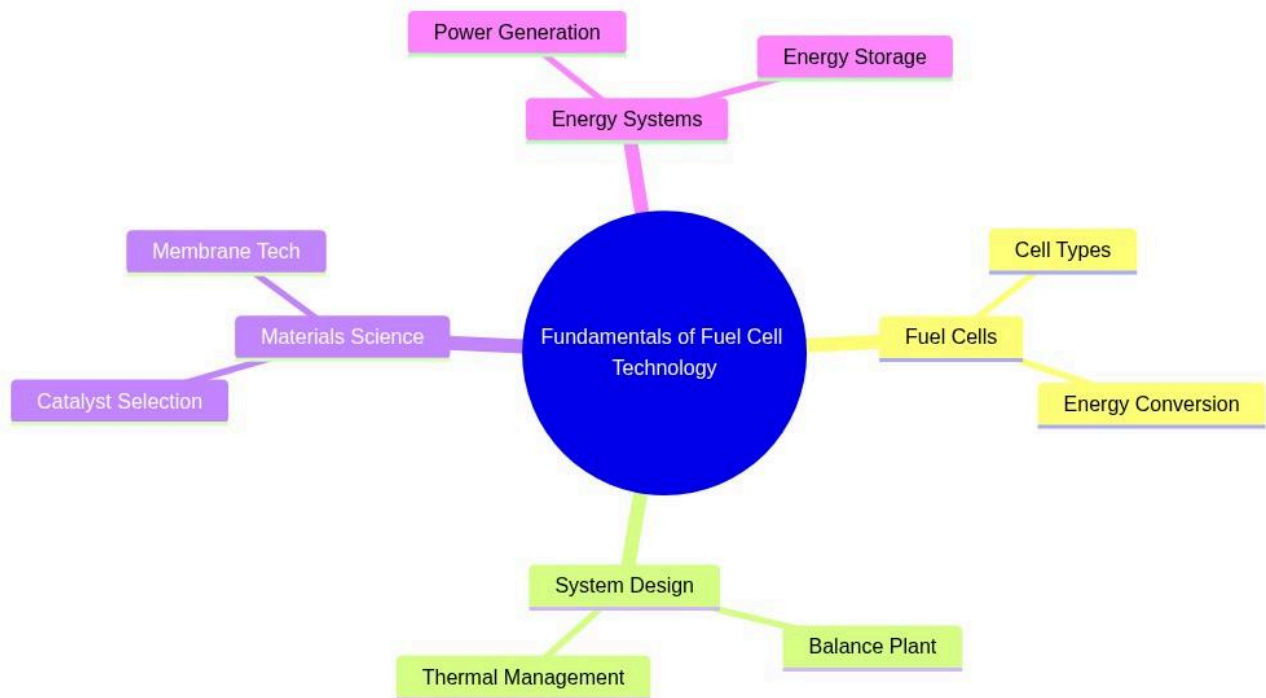 Power Generation
Energy Storage
Energy Systems
Membrane Tech
Cell Types
Materials Science
Fundamentals of Fuel Cell
Technology
Fuel Cells
Catalyst Selection
Energy Conversion
System Design
Balance Plant
Thermal Management